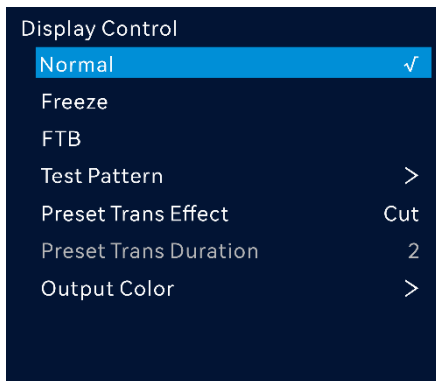 Display Control
Normal √
Freeze
FTB
Test Pattern >
Preset Trans Effect Cut
Preset Trans Duration 2
Output Color >